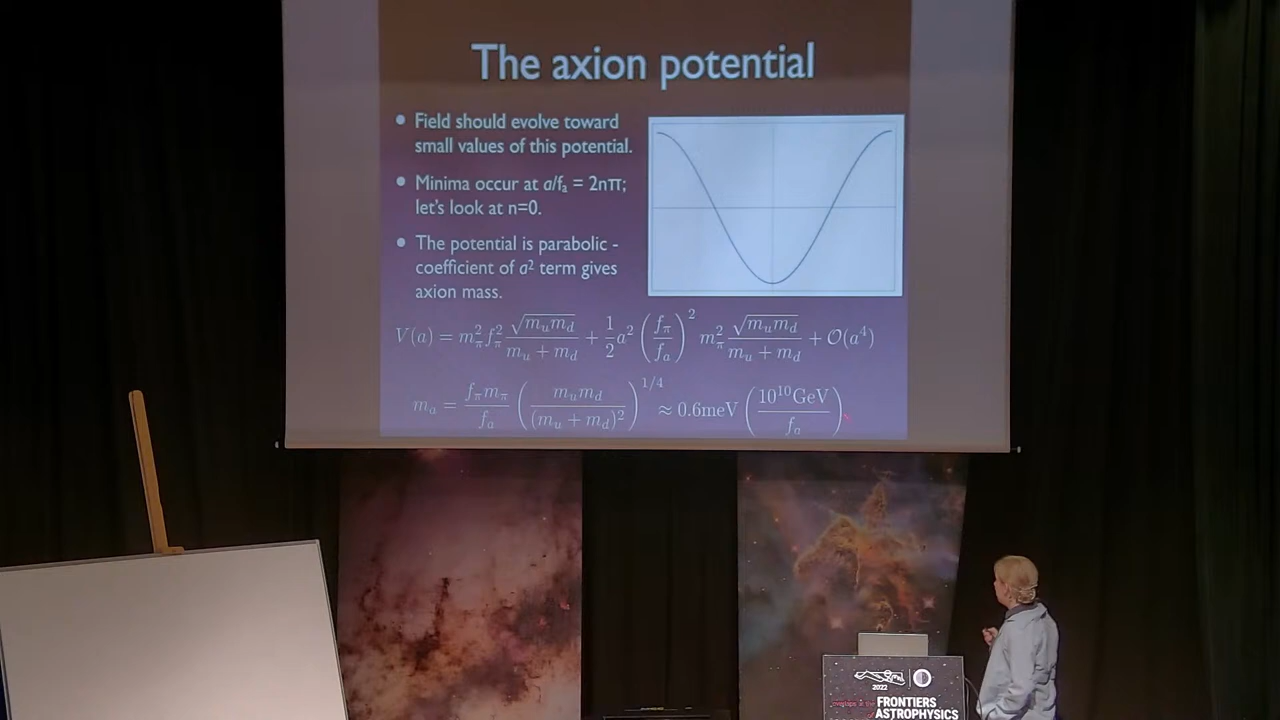 The axion potential
• Field should evolve toward
small values of this potential.
• Minima occur at a/fₐ = 2nπ;
let's look at n=0.
• The potential is parabolic -
coefficient of a² term gives
axion mass.
V(a) = m_π² f_π² √(m_u m_d) / (m_u + m_d) + 1/2 a² (f_π / f_a)² m_π² √(m_u m_d) / (m_u + m_d) + O(a⁴)
m_a = f_π m_π / f_a (m_u m_d / (m_u + m_d)²)^{1/4} ≈ 0.6meV (10¹⁰GeV / f_a)
2022
FRONTIERS
ASTROPHYSICS